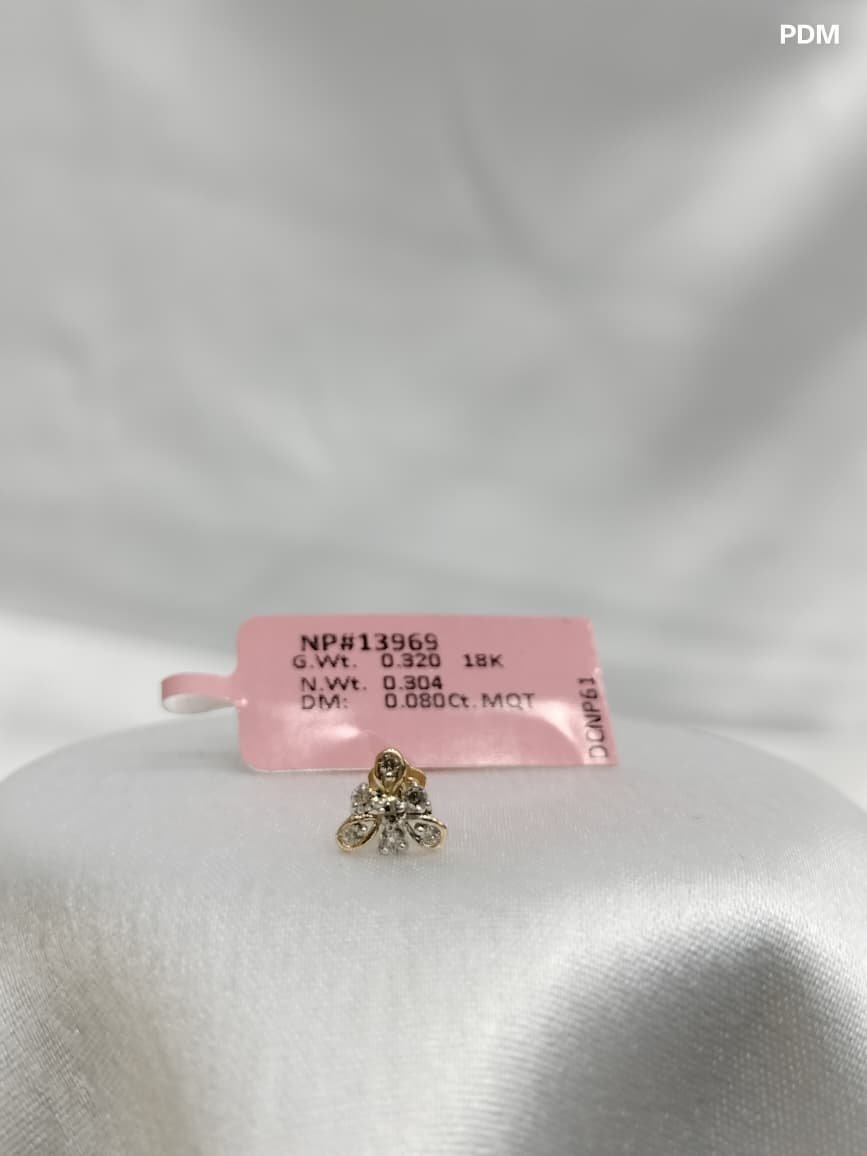 PDM
NP#13969
G.Wt. 0.320 18K
N.Wt. 0.304
DM: 0.080Ct. MQT
DCNP61